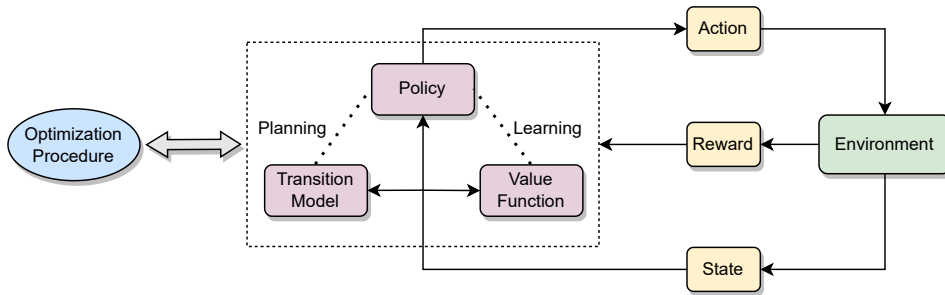 Action
Policy
Planning
Learning
Optimization
Procedure
Reward
Environment
Transition
Model
Value
Function
State